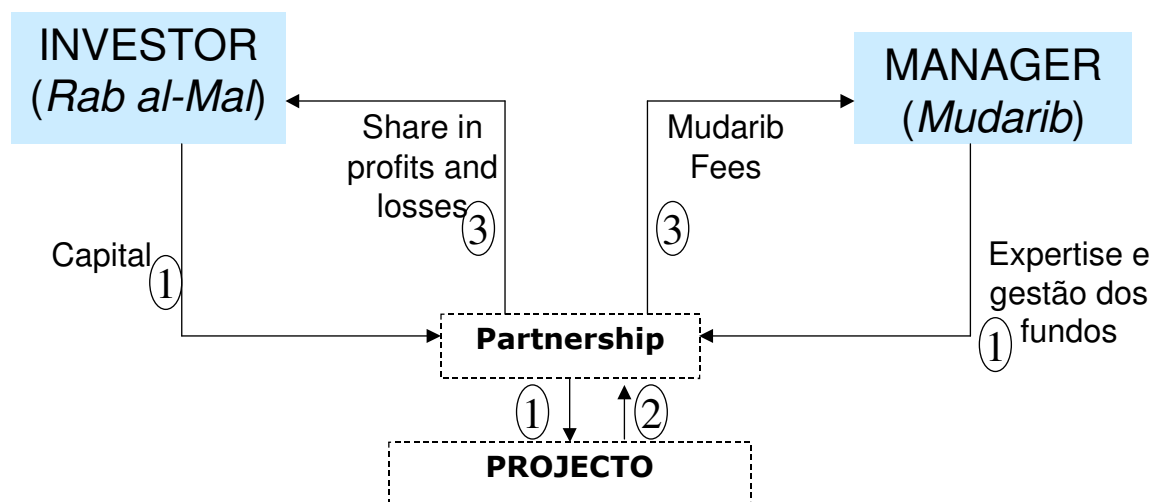 INVESTOR
(Rab al-Mal)
MANAGER
(Mudarib)
Share in
profits and
losses
3
Mudarib
Fees
3
Capital
1
Expertise e
gestão dos
fundos
1
Partnership
1
2
PROJECTO